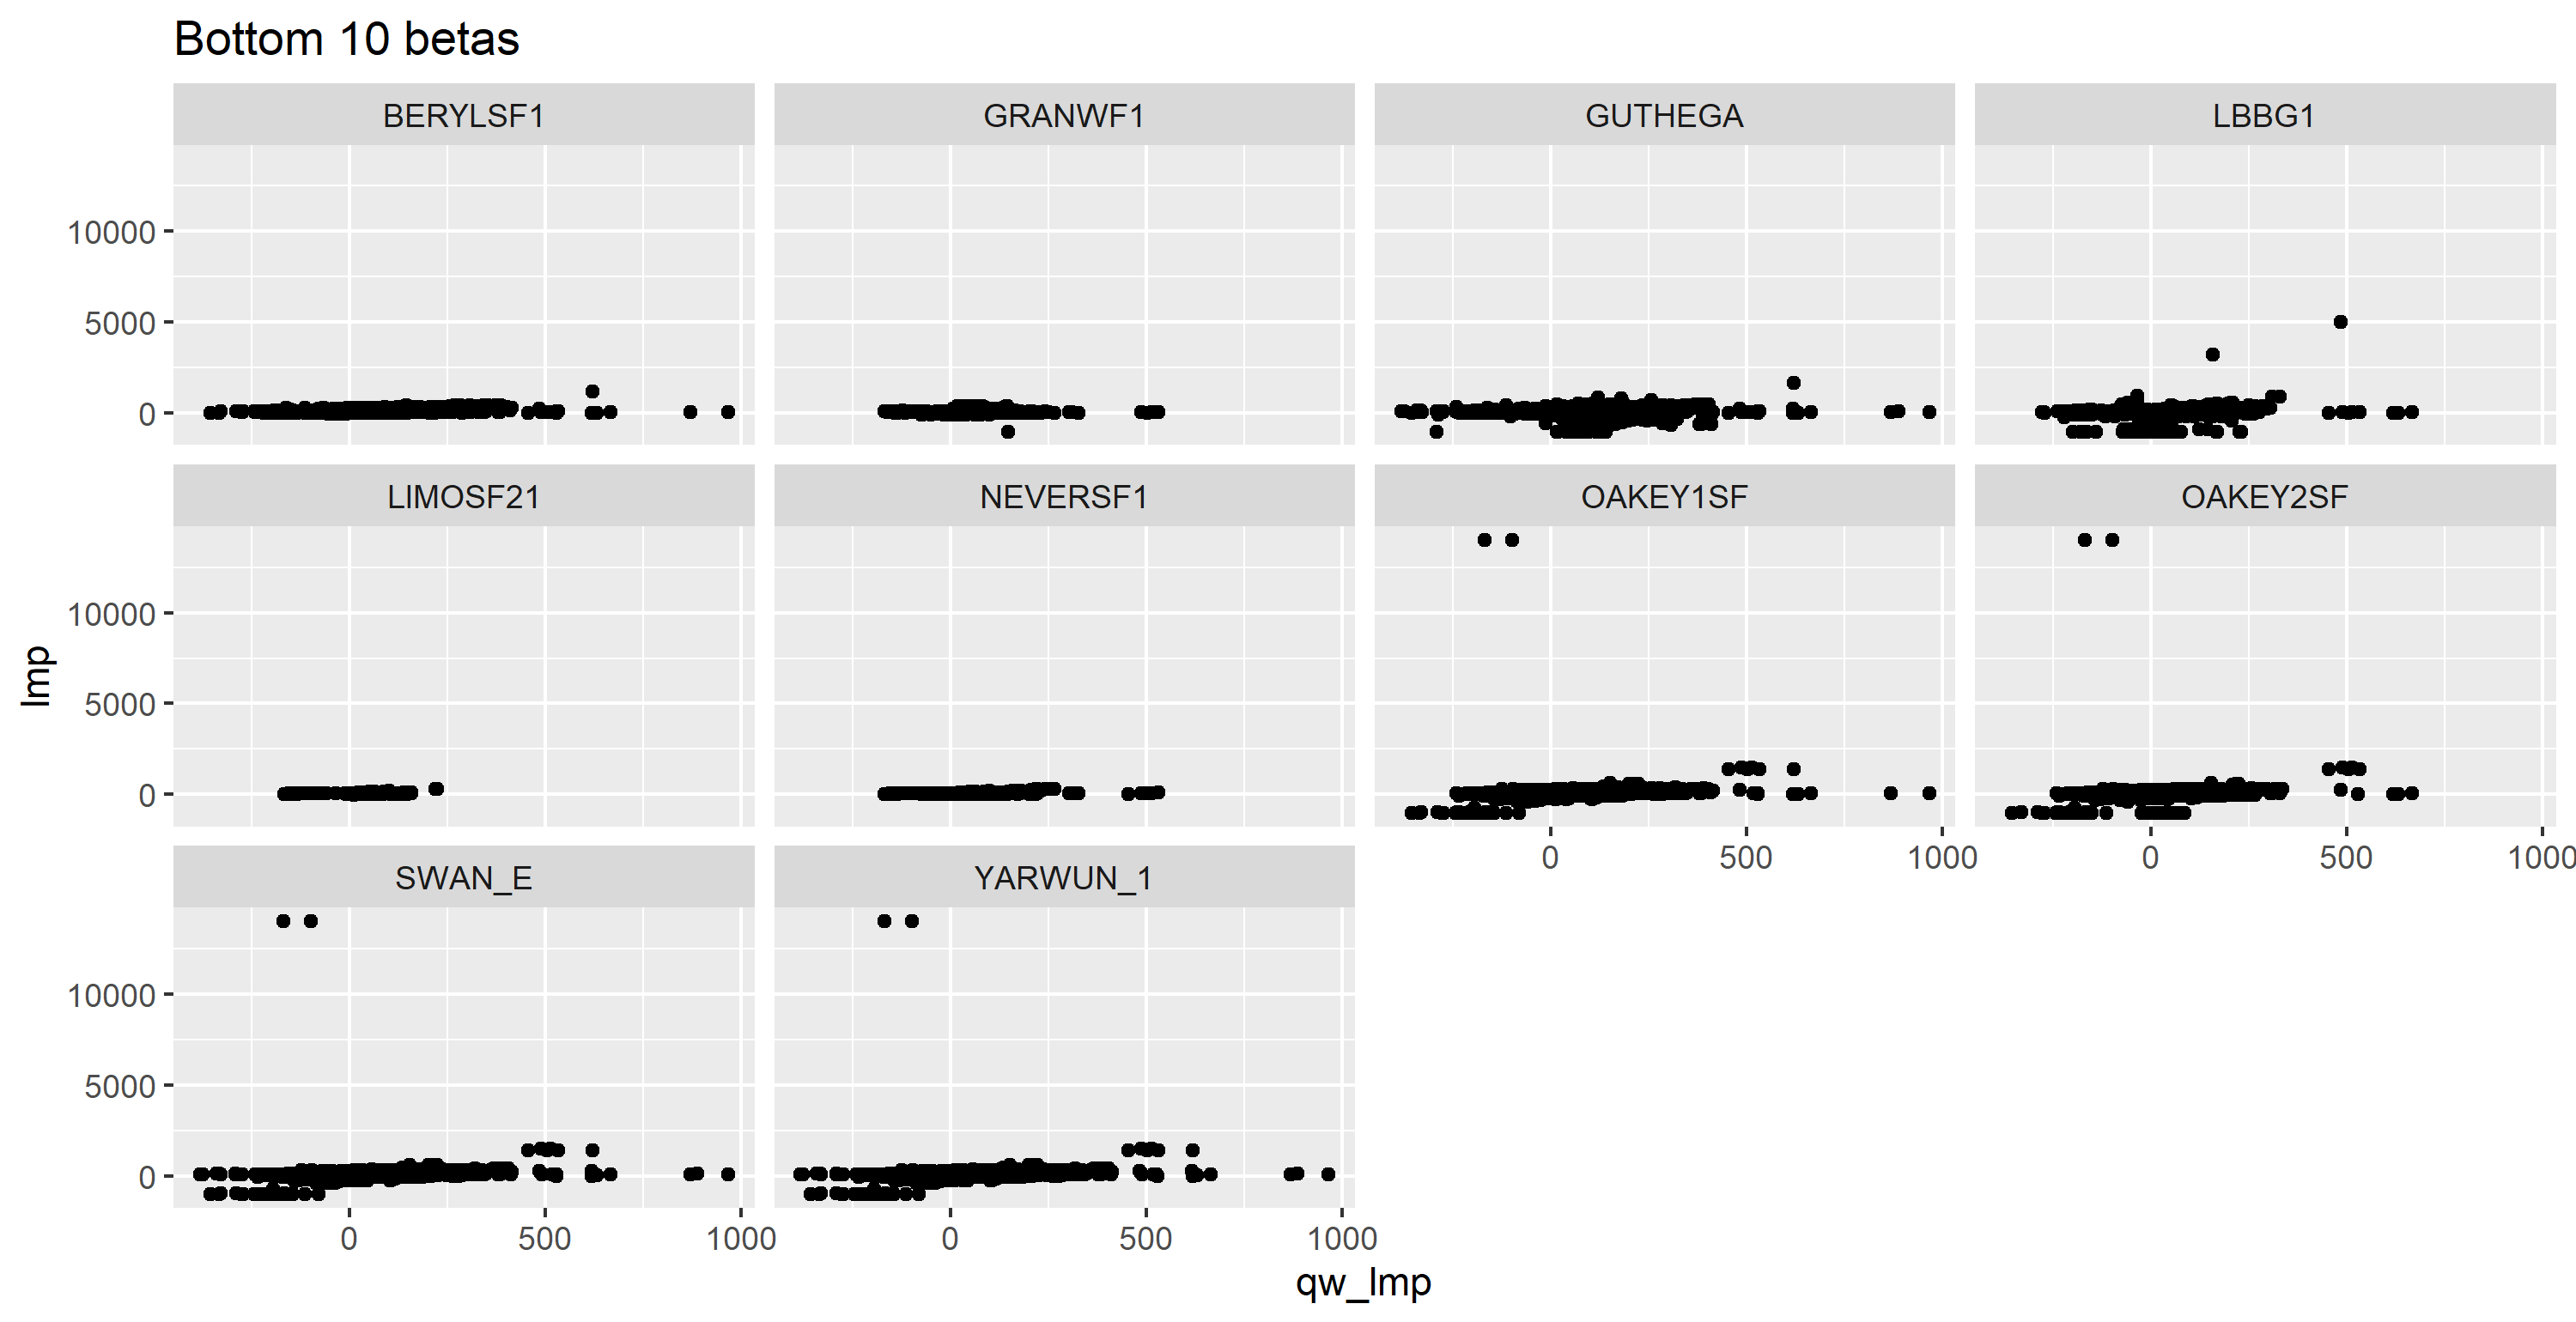 Bottom 10 betas
BERYLSF1 GRANWF1 GUTHEGA LBBG1
10000
5000
0
LIMOSF21 NEVERSF1 OAKEY1SF OAKEY2SF
10000
5000
0
0 500 1000 0 500 1000
SWAN_E YARWUN_1
10000
5000
0
0 500 1000 0 500 1000
lmp
qw_lmp